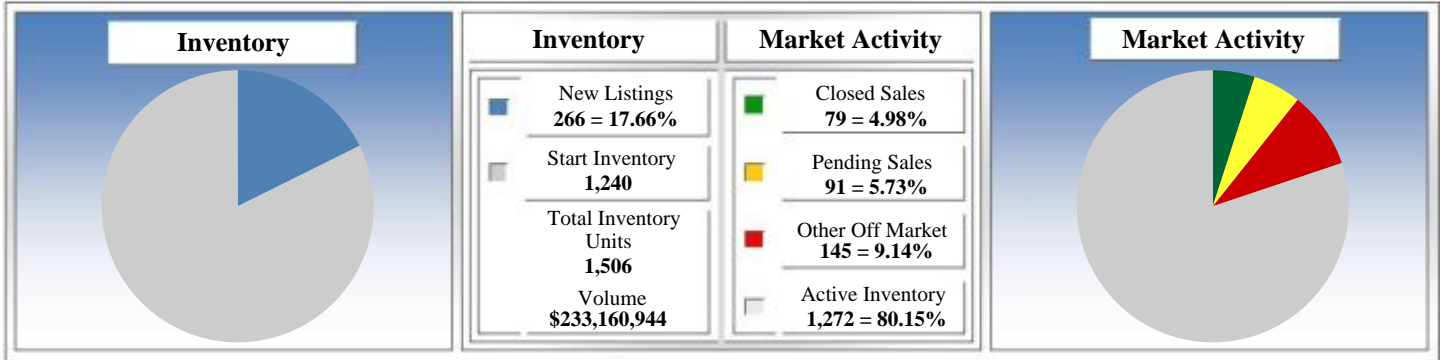 Inventory
Inventory
Market Activity
New Listings
266 = 17.66%
Start Inventory
1,240
Total Inventory
Units
1,506
Volume
$233,160,944
Closed Sales
79 = 4.98%
Pending Sales
91 = 5.73%
Other Off Market
145 = 9.14%
Active Inventory
1,272 = 80.15%
Market Activity